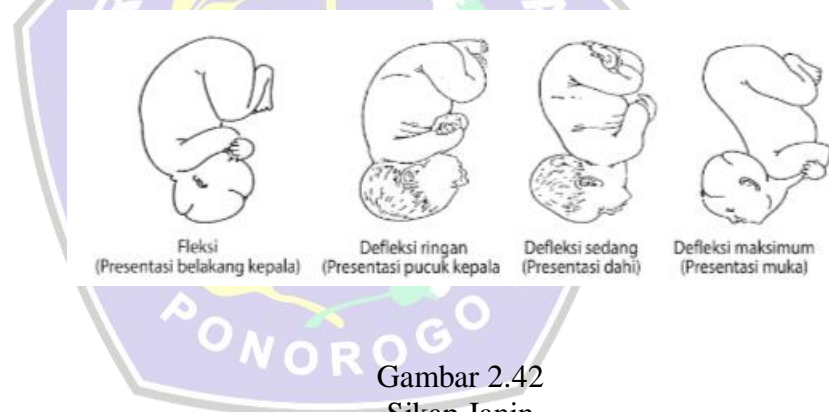 Fleksi
(Presentasi belakang kepala)
Defleksi ringan
(Presentasi pucuk kepala
Defleksi sedang
(Presentasi dahi)
Defleksi maksimum
(Presentasi muka)
PONOROGO
Gambar 2.42
Sikap Janin